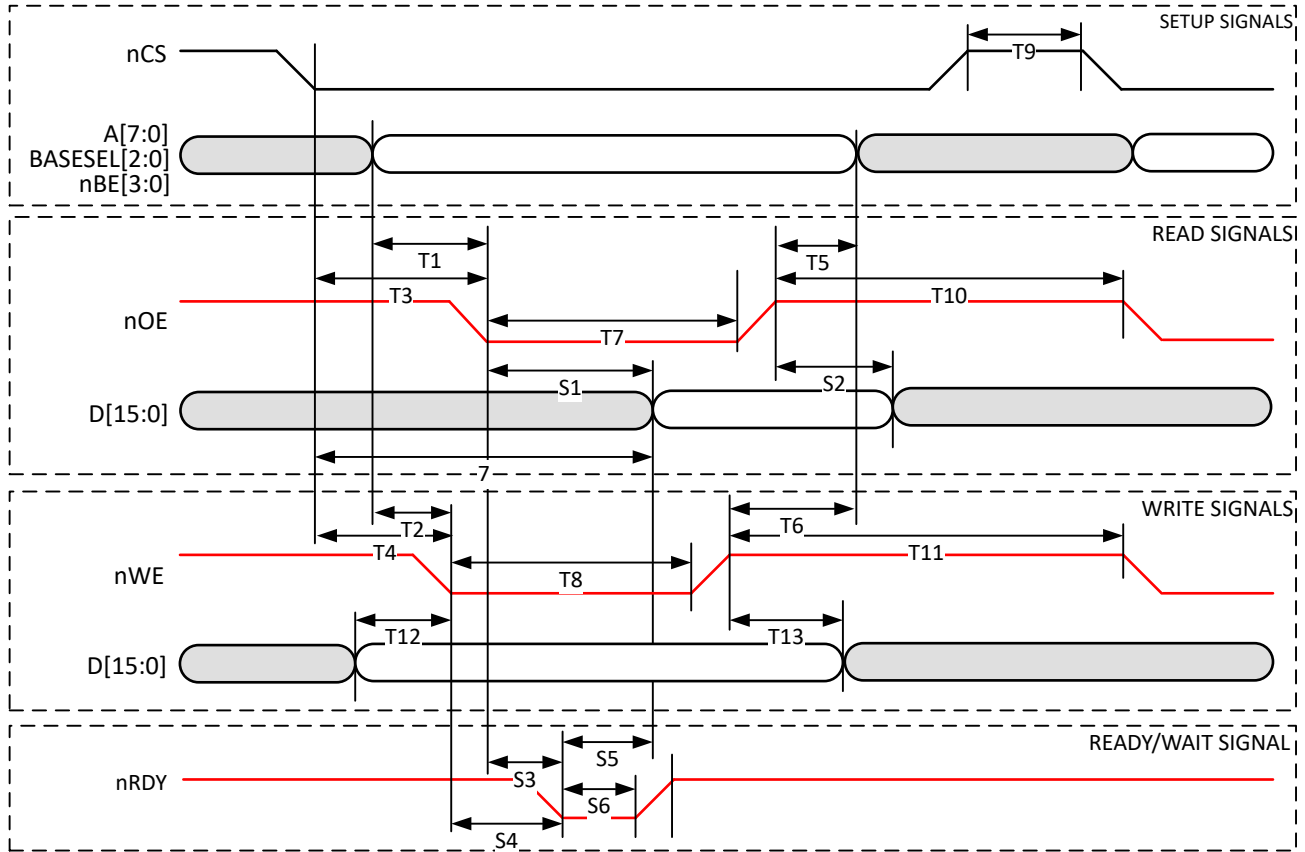 SETUP SIGNALS
nCS
T9
A[7:0]
BASESEL[2:0]
nBE[3:0]
READ SIGNALS
T1
T5
T3
T10
nOE
T7
S1
S2
D[15:0]
7
WRITE SIGNALS
T2
T6
T4
T11
nWE
T8
T12
T13
D[15:0]
READY/WAIT SIGNAL
S5
nRDY
S3
S6
S4